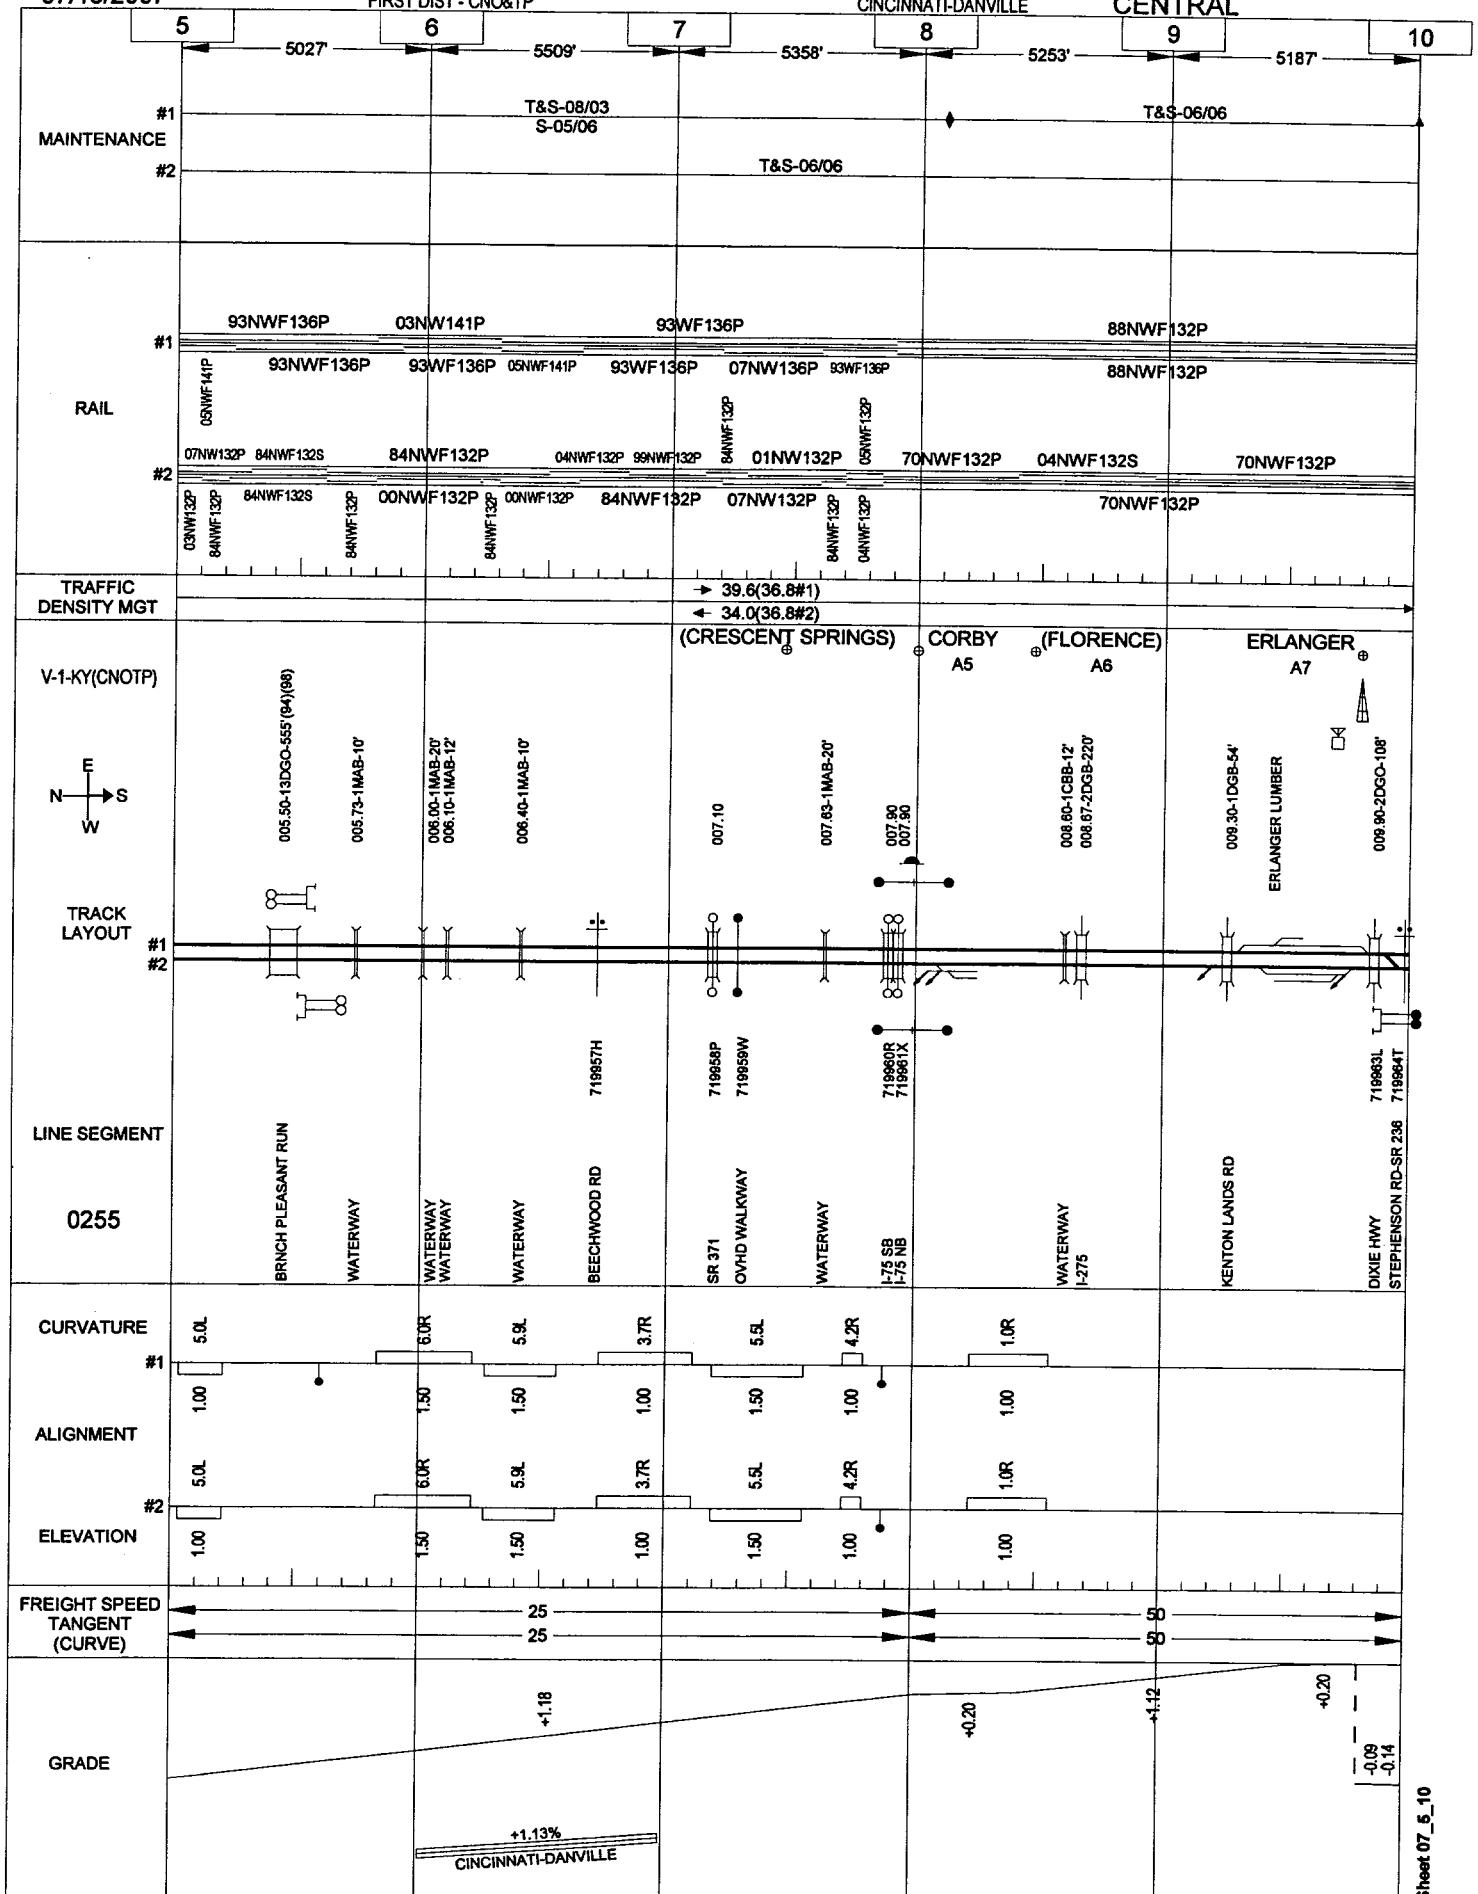 FIRST DIST - CNO&TP
CINCINNATI-DANVILLE
CENTRAL
5 6 7 8 9 10
5027' 5509' 5358' 5253' 5187'
MAINTENANCE
#1
T&S-08/03
S-05/06
T&S-06/06
#2
T&S-06/06
RAIL
93NWF136P 03NW141P 93WF136P 88NWF132P
#1
05NWF141P 93NWF136P 93WF136P 05NWF141P 93WF136P 07NW136P 93WF136P 88NWF132P
07NW132P 84NWF132S 84NWF132P 04NWF132P 99NWF132P 84NWF132P 01NW132P 05NWF132P 70NWF132P 04NWF132S 70NWF132P
#2
03NW132P 84NWF132P 84NWF132S 84NWF132P 00NWF132P 84NWF132P 00NWF132P 84NWF132P 07NW132P 84NWF132P 04NWF132P 70NWF132P
TRAFFIC
DENSITY MGT
39.6(36.8#1)
34.0(36.8#2)
V-1-KY(CNOTP)
(CRESCENT SPRINGS) CORBY (FLORENCE) ERLANGER
A5 A6 A7
E
N S
W
005.50-13DGO-555'(94)(98)
005.73-1MAB-10'
006.00-1MAB-20'
006.10-1MAB-12'
006.40-1MAB-10'
007.10
007.63-1MAB-20'
007.90
007.90
008.60-1CBB-12'
008.67-2DGB-220'
009.30-1DGB-54'
ERLANGER LUMBER
009.90-2DGO-108'
TRACK
LAYOUT
#1
#2
719957H
719958P
719959W
719960R
719961X
719963L
719964T
LINE SEGMENT
0255
BRNCH PLEASANT RUN
WATERWAY
WATERWAY
WATERWAY
WATERWAY
BEECHWOOD RD
SR 371
OVHD WALKWAY
WATERWAY
I-75 SB
I-75 NB
WATERWAY
I-275
KENTON LANDS RD
DIXIE HWY
STEPHENSON RD-SR 236
CURVATURE
5.0L 6.0R 5.9L 3.7R 5.5L 4.2R 1.0R
#1
1.00 1.50 1.50 1.00 1.50 1.00 1.00
ALIGNMENT
5.0L 6.0R 5.9L 3.7R 5.5L 4.2R 1.0R
#2
ELEVATION
1.00 1.50 1.50 1.00 1.50 1.00 1.00
FREIGHT SPEED
TANGENT
(CURVE)
25 50
25 50
GRADE
+1.18
+0.20
+1.12
+0.20
-0.09
-0.14
+1.13%
CINCINNATI-DANVILLE
07_5_10